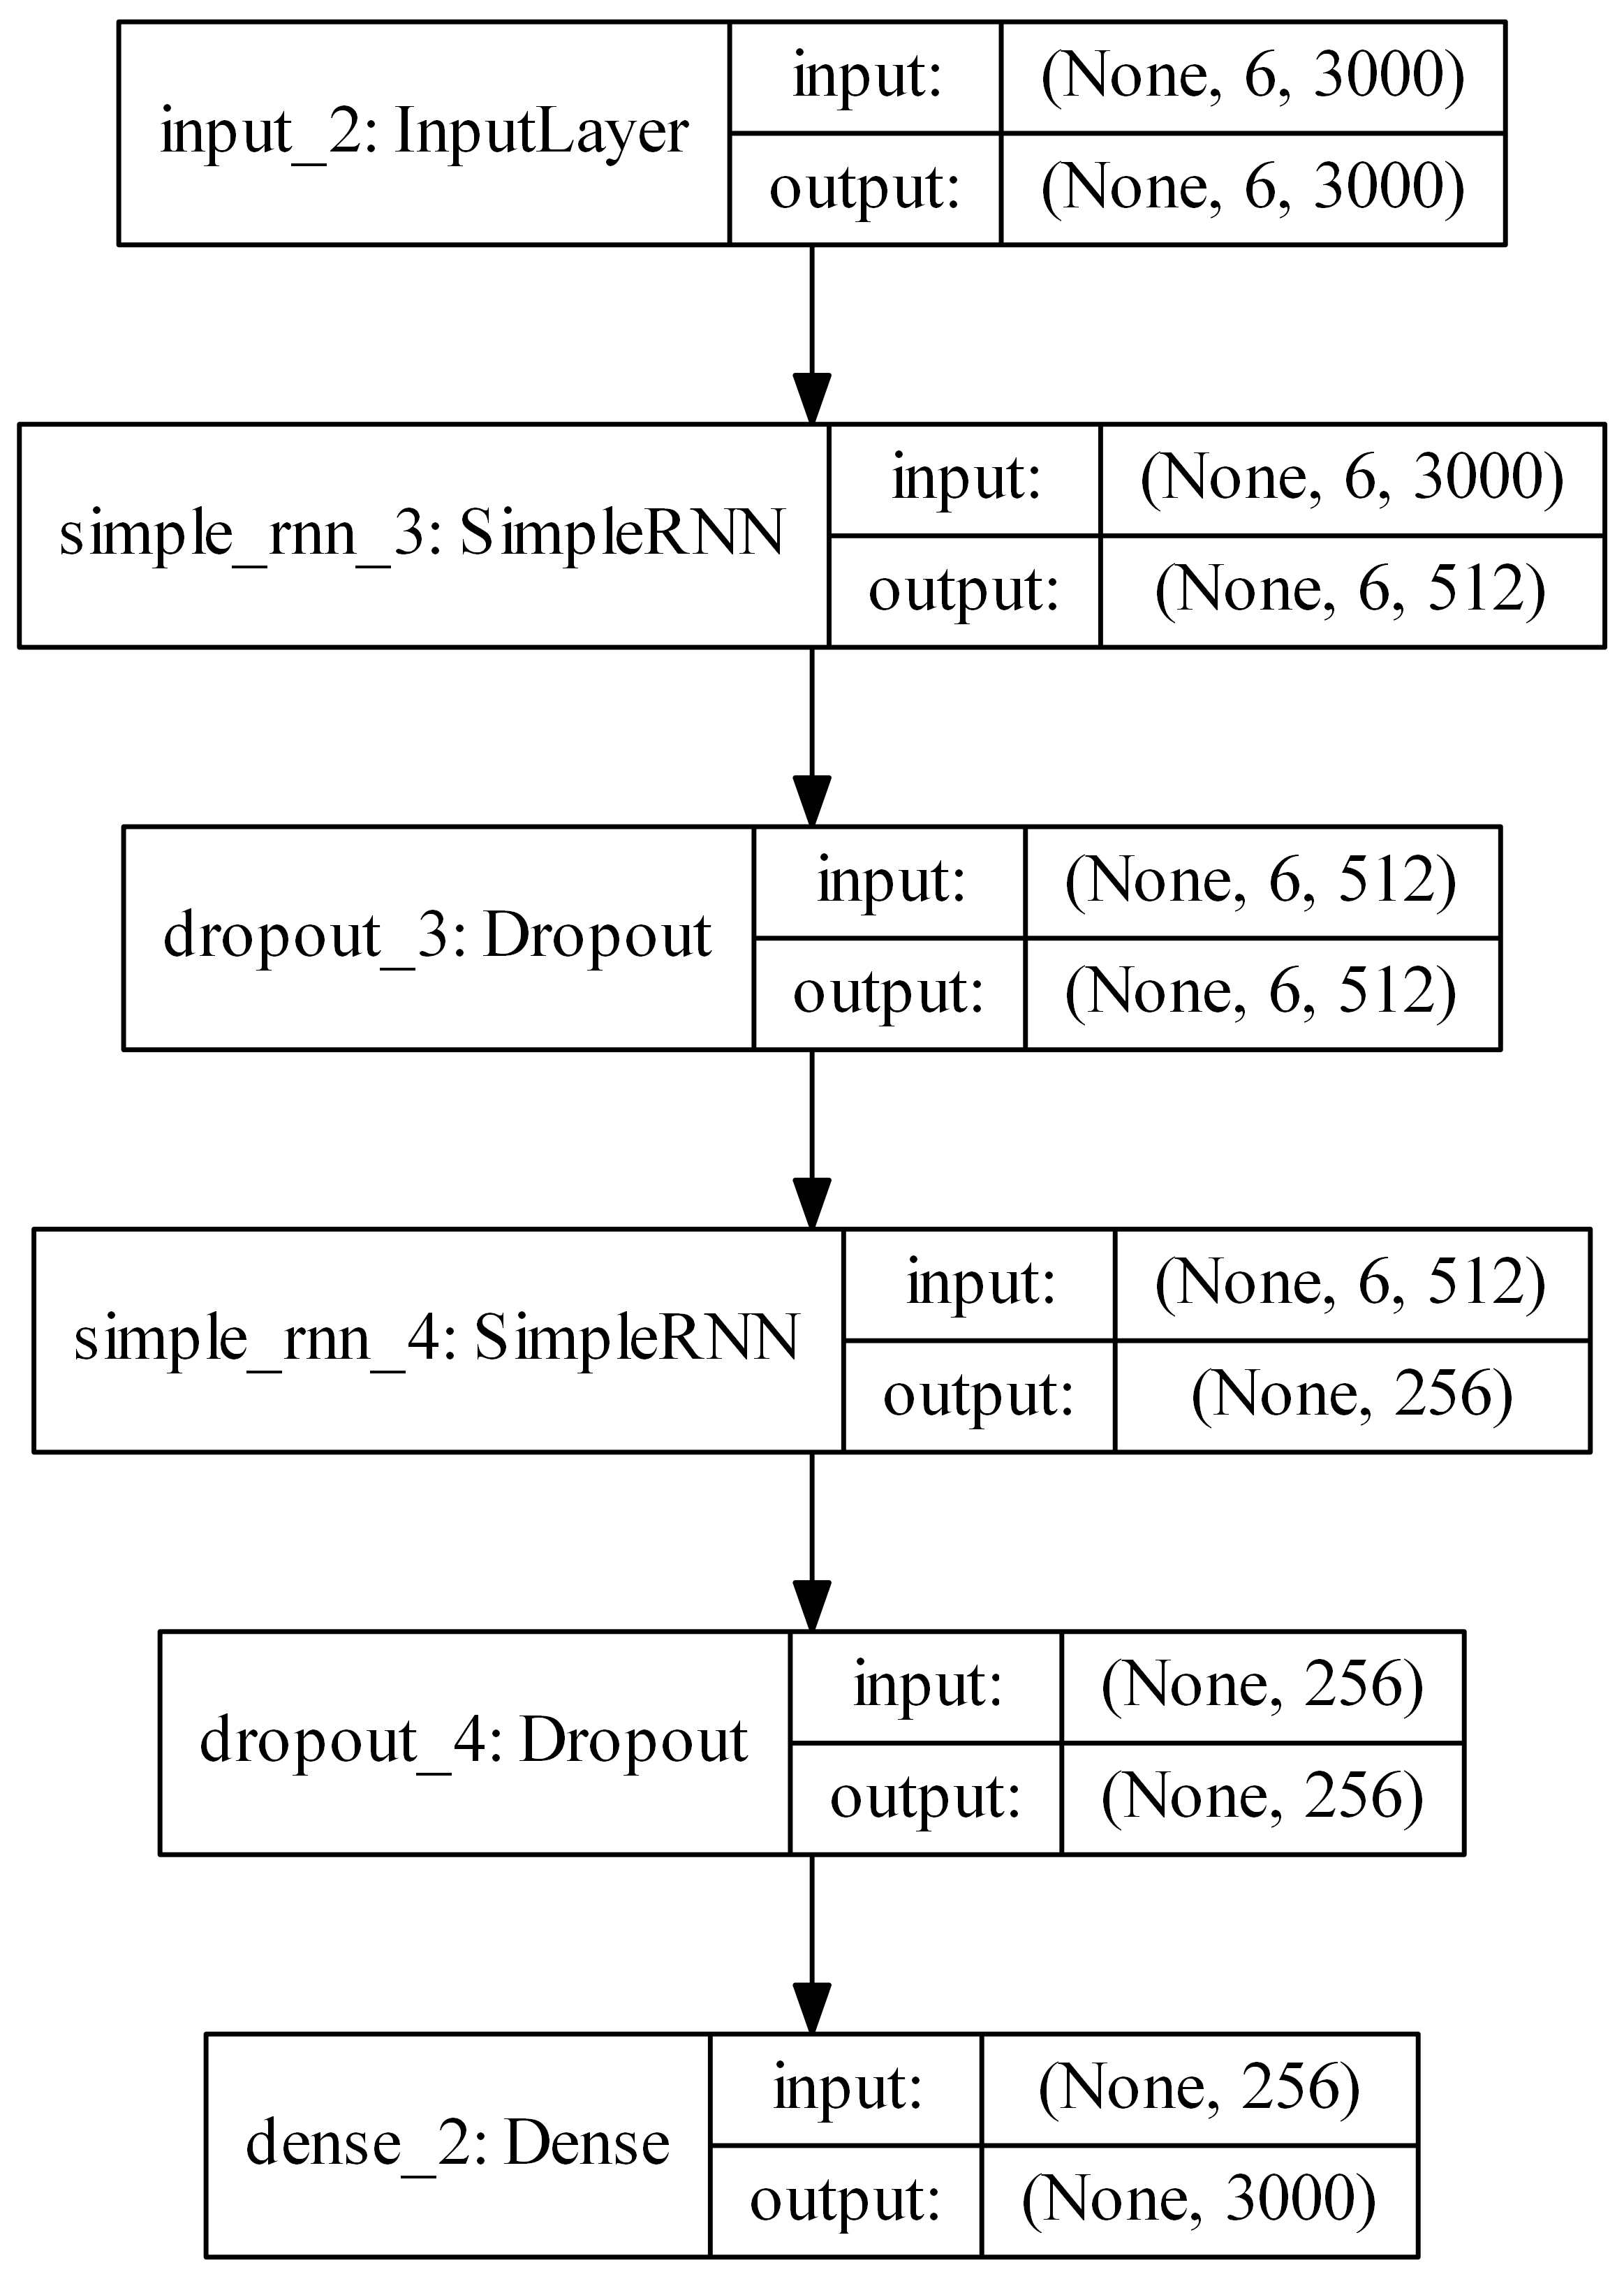 input_2: InputLayer
input:
(None, 6, 3000)
output:
(None, 6, 3000)
simple_rnn_3: SimpleRNN
input:
(None, 6, 3000)
output:
(None, 6, 512)
dropout_3: Dropout
input:
(None, 6, 512)
output:
(None, 6, 512)
simple_rnn_4: SimpleRNN
input:
(None, 6, 512)
output:
(None, 256)
dropout_4: Dropout
input:
(None, 256)
output:
(None, 256)
dense_2: Dense
input:
(None, 256)
output:
(None, 3000)